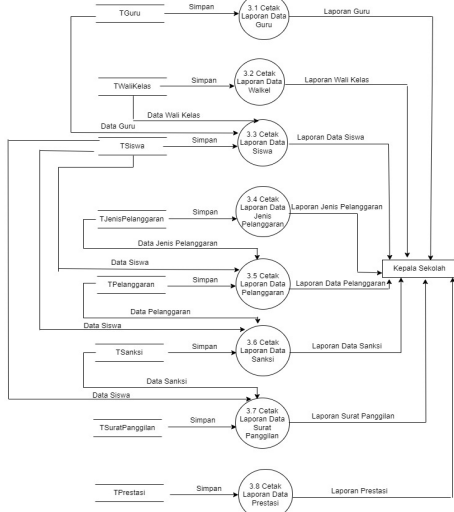 TGuru
Simpan
3.1 Cetak
Laporan Data
Guru
Laporan Guru
TWaliKelas
Simpan
3.2 Cetak
Laporan Data
Walkel
Laporan Wali Kelas
Data Wali Kelas
Data Guru
TSiswa
Simpan
3.3 Cetak
Laporan Data
Siswa
Laporan Data Siswa
TJenisPelanggaran
Simpan
3.4 Cetak
Laporan Data
Jenis
Pelanggaran
Laporan Jenis Pelanggaran
Data Jenis Pelanggaran
Data Siswa
Kepala Sekolah
TPelanggaran
Simpan
3.5 Cetak
Laporan Data
Pelanggaran
Laporan Data Pelanggaran
Data Pelanggaran
Data Siswa
TSanksi
Simpan
3.6 Cetak
Laporan Data
Sanksi
Laporan Data Sanksi
Data Sanksi
Data Siswa
TSuratPanggilan
Simpan
3.7 Cetak
Laporan Data
Surat
Panggilan
Laporan Surat Panggilan
TPrestasi
Simpan
3.8 Cetak
Laporan Data
Prestasi
Laporan Prestasi